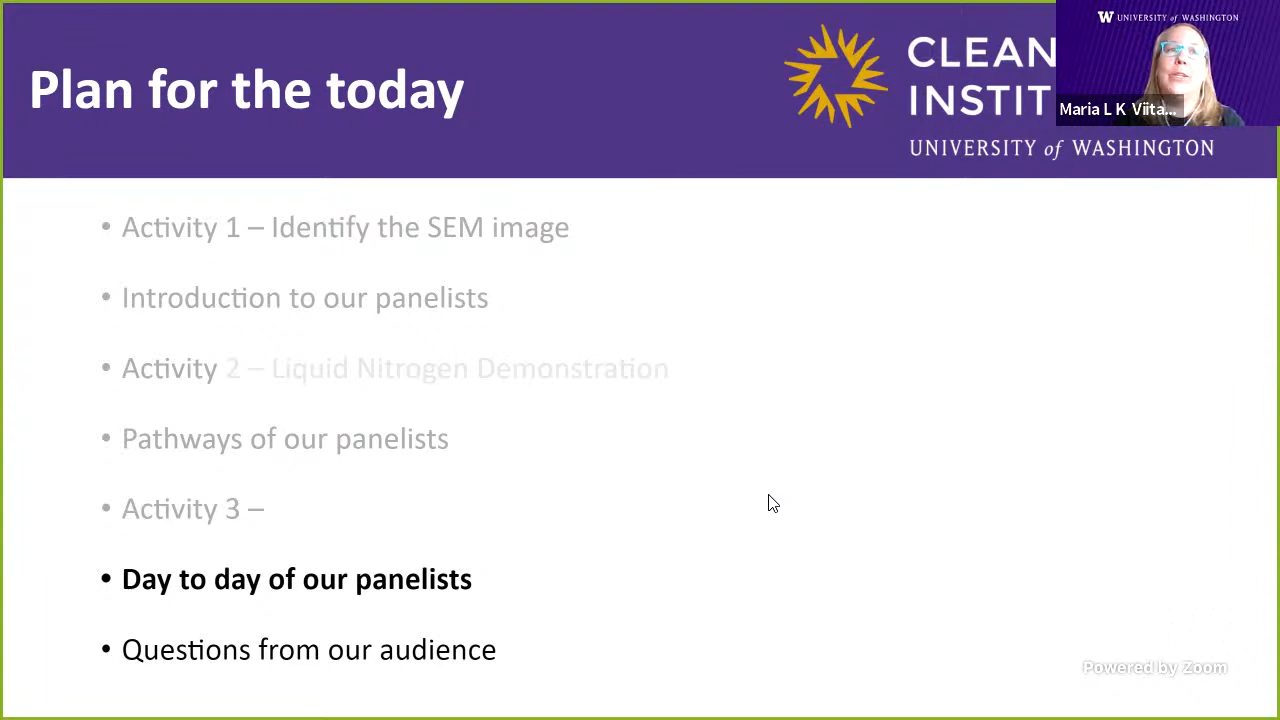 Plan for the today
CLEAN
INSTIT
UNIVERSITY of WASHINGTON
W UNIVERSITY of WASHINGTON
Maria L K Viita...
• Activity 1 – Identify the SEM image
• Introduction to our panelists
• Activity 2 – Liquid Nitrogen Demonstration
• Pathways of our panelists
• Activity 3 –
• Day to day of our panelists
• Questions from our audience
Powered by Zoom